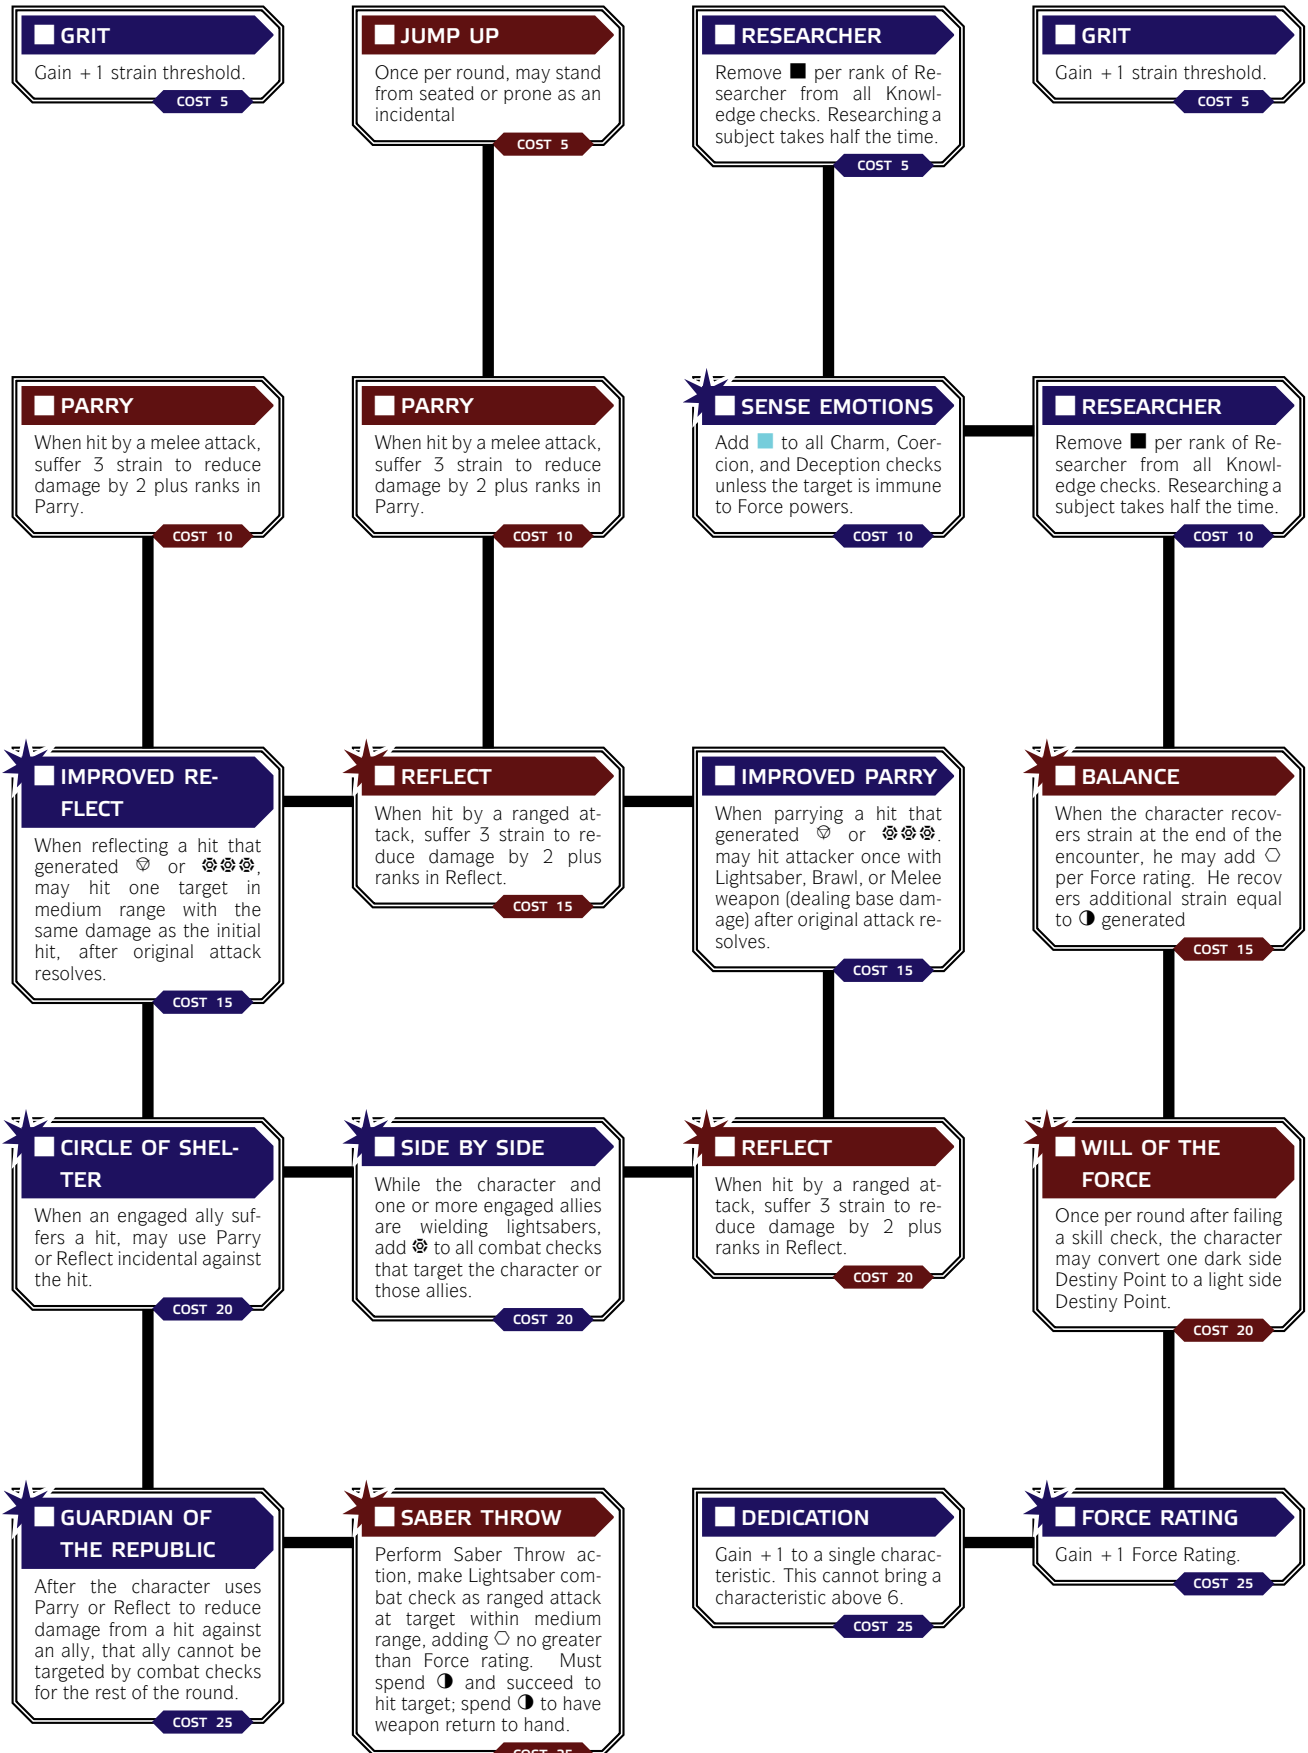 GRIT
Gain +1 strain threshold.
COST 5
JUMP UP
Once per round, may stand
from seated or prone as an
incidental
COST 5
RESEARCHER
Remove ■ per rank of Re-
searcher from all Knowl-
edge checks. Researching a
subject takes half the time.
COST 5
GRIT
Gain +1 strain threshold.
COST 5
PARRY
When hit by a melee attack,
suffer 3 strain to reduce
damage by 2 plus ranks in
Parry.
COST 10
PARRY
When hit by a melee attack,
suffer 3 strain to reduce
damage by 2 plus ranks in
Parry.
COST 10
SENSE EMOTIONS
Add ■ to all Charm, Coer-
cion, and Deception checks
unless the target is immune
to Force powers.
COST 10
RESEARCHER
Remove ■ per rank of Re-
searcher from all Knowl-
edge checks. Researching a
subject takes half the time.
COST 10
IMPROVED RE-
FLECT
When reflecting a hit that
generated or ,
may hit one target in
medium range with the
same damage as the initial
hit, after original attack
resolves.
COST 15
REFLECT
When hit by a ranged at-
tack, suffer 3 strain to re-
duce damage by 2 plus
ranks in Reflect.
COST 15
IMPROVED PARRY
When parrying a hit that
generated or .
may hit attacker once with
Lightsaber, Brawl, or Melee
weapon (dealing base dam-
age) after original attack re-
solves.
COST 15
BALANCE
When the character recov-
ers strain at the end of the
encounter, he may add
per Force rating. He recov
ers additional strain equal
to generated
COST 15
CIRCLE OF SHEL-
TER
When an engaged ally suf-
fers a hit, may use Parry
or Reflect incidental against
the hit.
COST 20
SIDE BY SIDE
While the character and
one or more engaged allies
are wielding lightsabers,
add to all combat checks
that target the character or
those allies.
COST 20
REFLECT
When hit by a ranged at-
tack, suffer 3 strain to re-
duce damage by 2 plus
ranks in Reflect.
COST 20
WILL OF THE
FORCE
Once per round after failing
a skill check, the character
may convert one dark side
Destiny Point to a light side
Destiny Point.
COST 20
GUARDIAN OF
THE REPUBLIC
After the character uses
Parry or Reflect to reduce
damage from a hit against
an ally, that ally cannot be
targeted by combat checks
for the rest of the round.
COST 25
SABER THROW
Perform Saber Throw ac-
tion, make Lightsaber com-
bat check as ranged attack
at target within medium
range, adding no greater
than Force rating. Must
spend and succeed to
hit target; spend to have
weapon return to hand.
COST 25
DEDICATION
Gain +1 to a single charac-
teristic. This cannot bring a
characteristic above 6.
COST 25
FORCE RATING
Gain +1 Force Rating.
COST 25